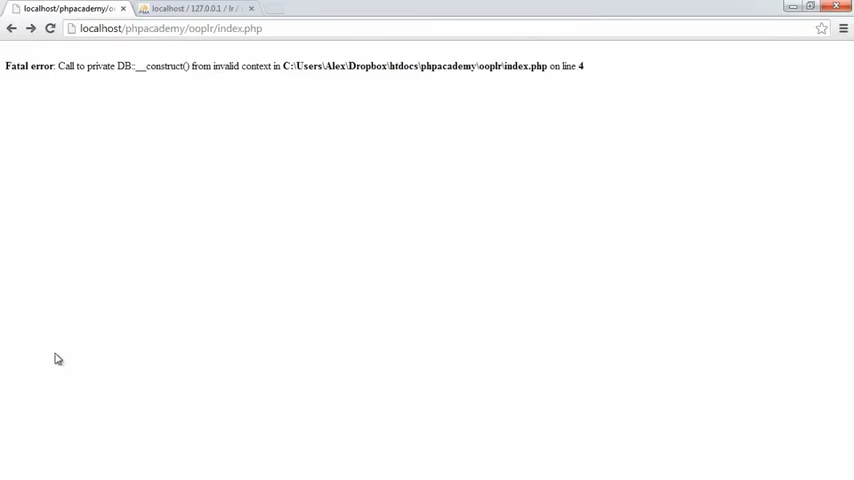 localhost/phpacademy/o
localhost / 127.0.0.1 / lr /
localhost/phpacademy/ooplr/index.php
Fatal error: Call to private DB::__construct() from invalid context in C:\Users\Alex\Dropbox\htdocs\phpacademy\ooplr\index.php on line 4